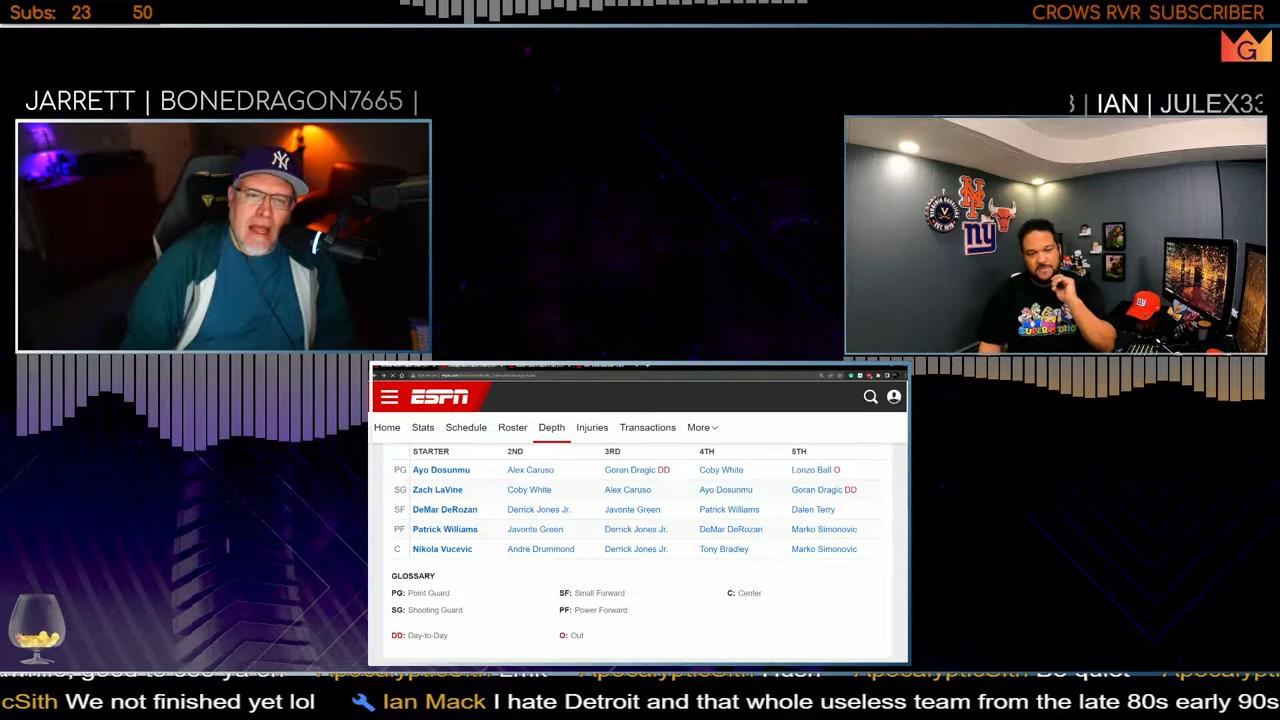 Subs: 23 50
CROWS RVR SUBSCRIBER
G
JARRETT | BONEDRAGON7665 |
| IAN | JULEX33
NY
ny
SUPER MARIO
ESPN
Home Stats Schedule Roster Depth Injuries Transactions More
STARTER 2ND 3RD 4TH 5TH
PG Ayo Dosunmu Alex Caruso Goran Dragic DD Coby White Lonzo Ball O
SG Zach LaVine Coby White Alex Caruso Ayo Dosunmu Goran Dragic DD
SF DeMar DeRozan Derrick Jones Jr. Javonte Green Patrick Williams Dalen Terry
PF Patrick Williams Javonte Green Derrick Jones Jr. DeMar DeRozan Marko Simonovic
C Nikola Vucevic Andre Drummond Derrick Jones Jr. Tony Bradley Marko Simonovic
GLOSSARY
PG: Point Guard SF: Small Forward C: Center
SG: Shooting Guard PF: Power Forward
DD: Day-to-Day O: Out
cSith We not finished yet lol Ian Mack I hate Detroit and that whole useless team from the late 80s early 90s